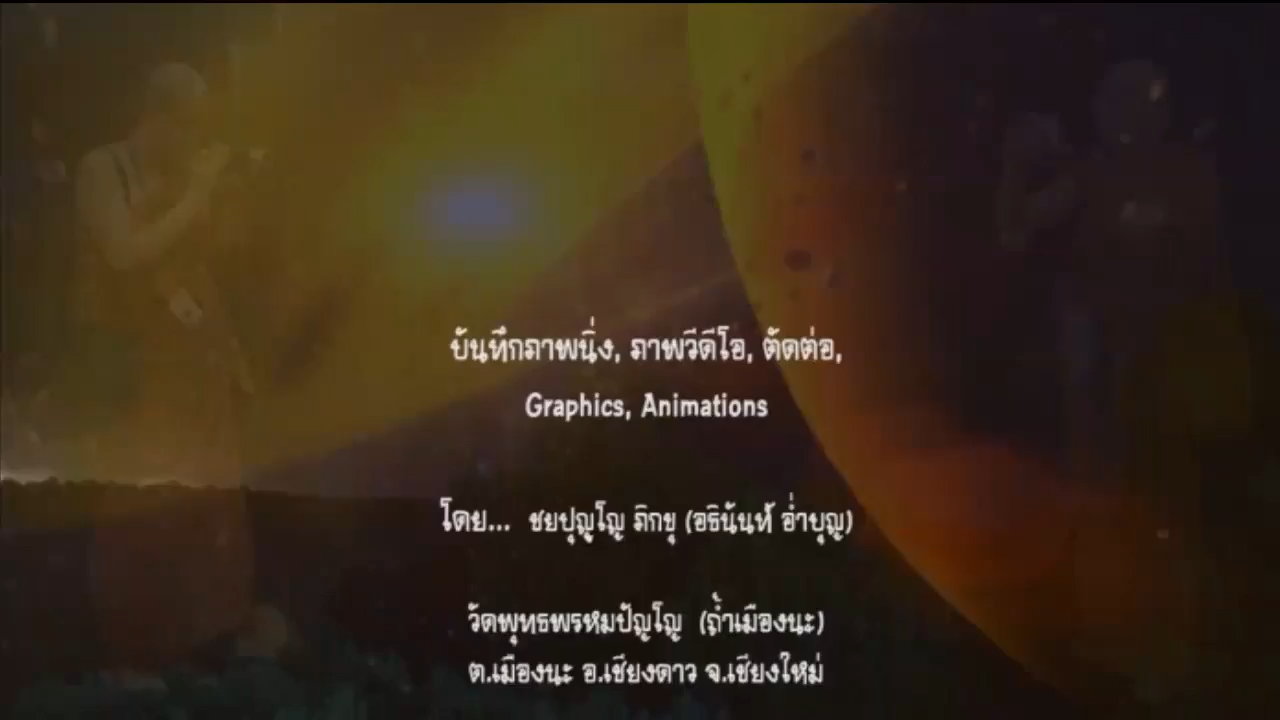 บันทึกภาพนิ่ง, ภาพวีดีโอ, ตัดต่อ,
Graphics, Animations
โดย... ชยปุญโญ ภิกขุ (อธินันท์ อ่ำบุญ)
วัดพุทธพรหมปัญโญ (ถ้ำเมืองนะ)
ต.เมืองนะ อ.เชียงดาว จ.เชียงใหม่